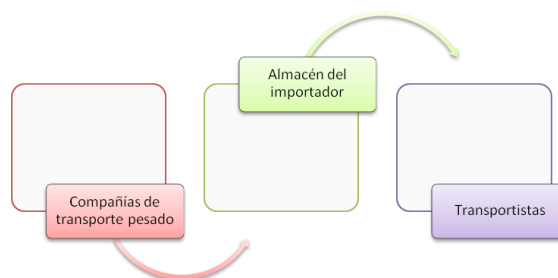 Compañías de
transporte pesado
Almacén del
importador
Transportistas